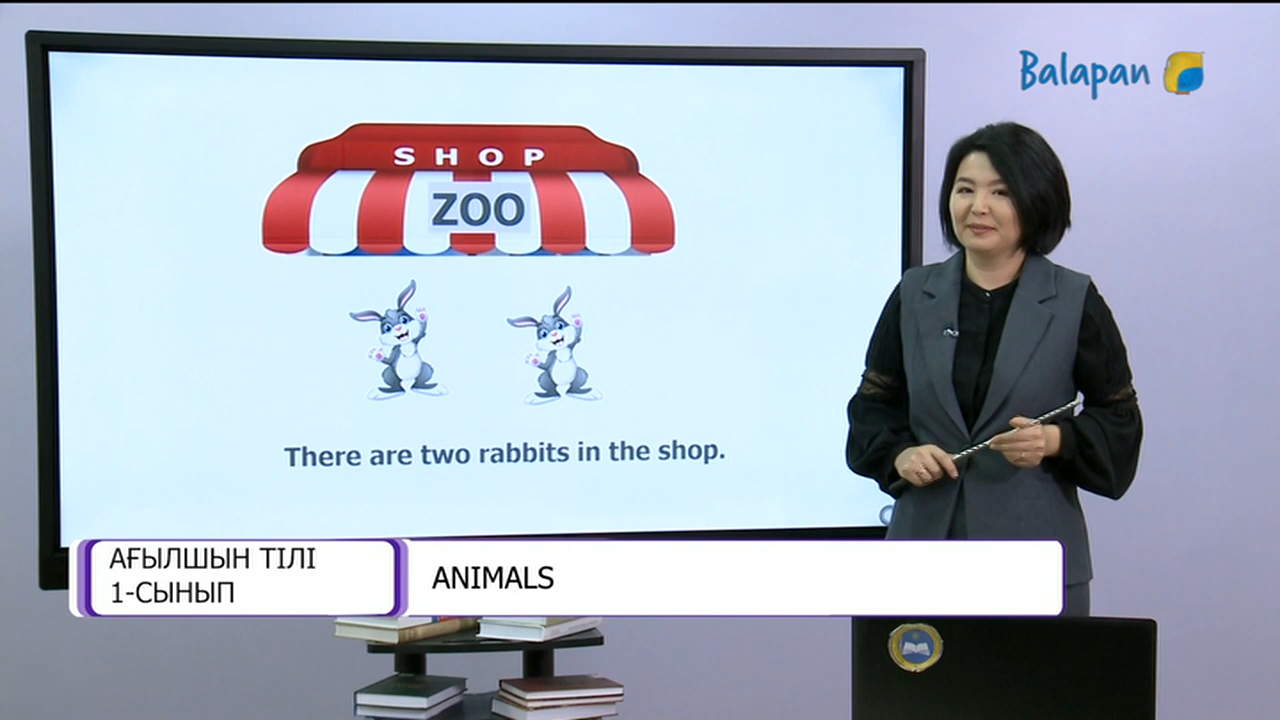 Balapan
SHOP
ZOO
There are two rabbits in the shop.
АҒЫЛШЫН ТІЛІ
1-СЫНЫП
ANIMALS